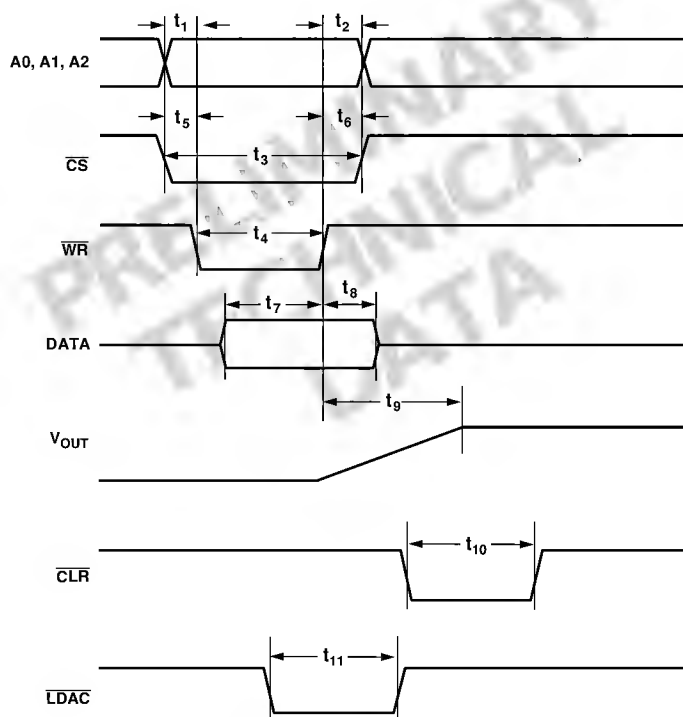 t1 t2
A0, A1, A2
t5 t6
t3
CS
t4
WR
t7 t8
DATA
t9
VOUT
t10
CLR
t11
LDAC
PRELIMINARY
TECHNICAL
DATA